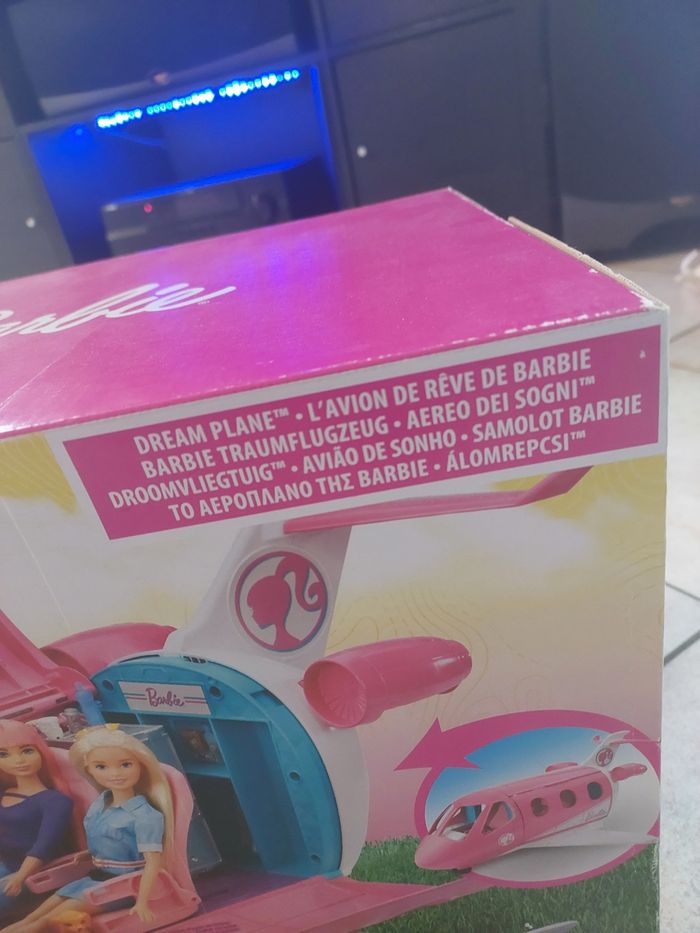 Barbie
DREAM PLANE™ • L'AVION DE RÊVE DE BARBIE
BARBIE TRAUMFLUGZEUG • AEREO DEI SOGNI™
DROOMVLIEGTUIG™ • AVIÃO DE SONHO • SAMOLOT BARBIE
ΤΟ ΑΕΡΟΠΛΑΝΟ ΤΗΣ BARBIE • ÁLOMREPCSI™
Barbie